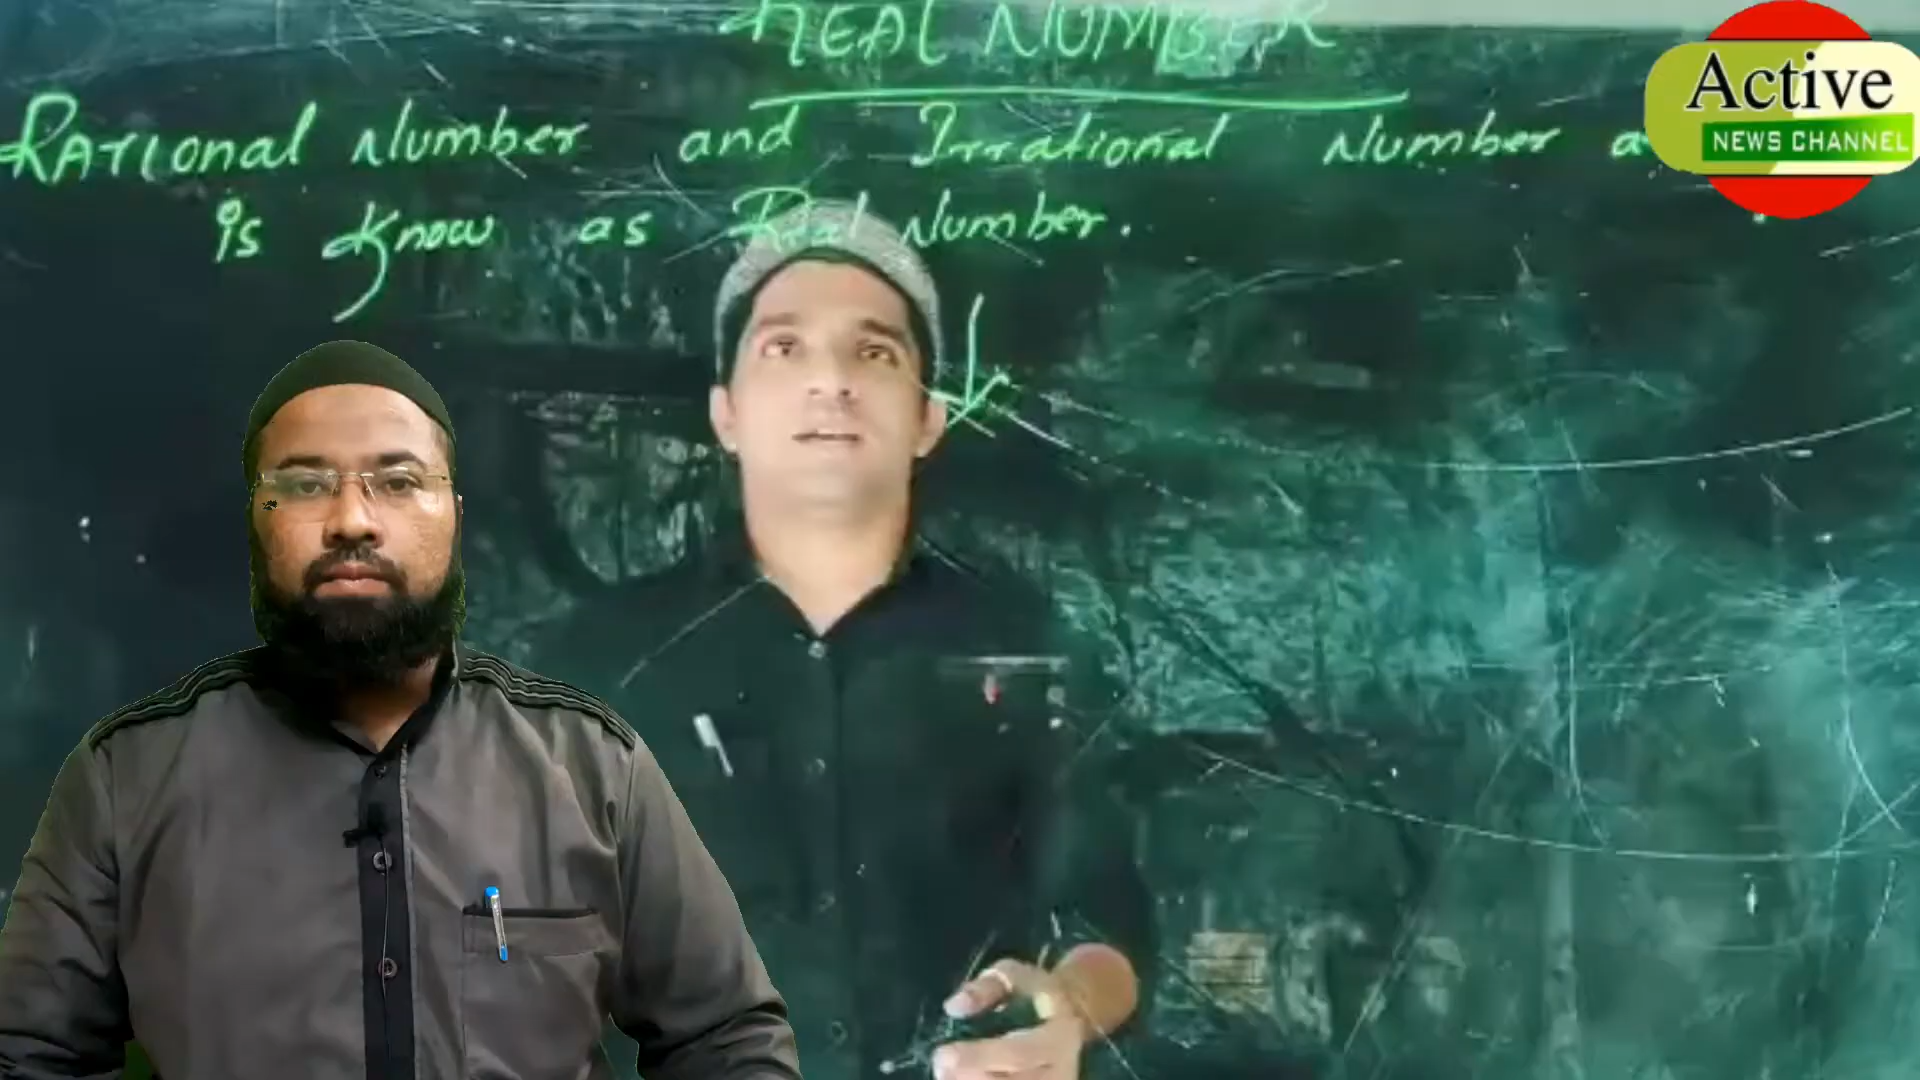 REAL NUMBER
Rational Number and Irrational Number a
is know as Real Number.
Active
NEWS CHANNEL